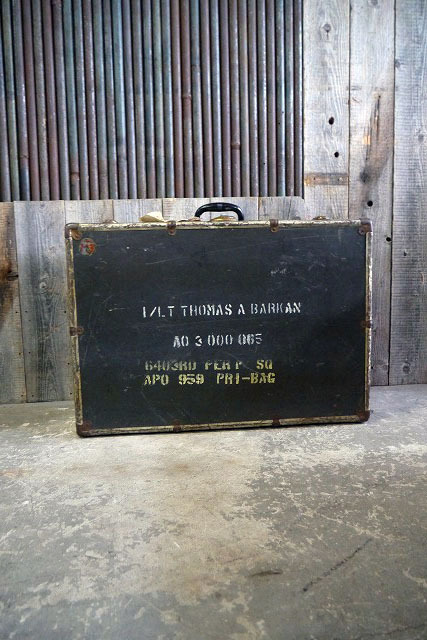 1/LT THOMAS A BARKAN
AO 3 000 065
6403RD PER P SQ
APO 959 PRI-BAG